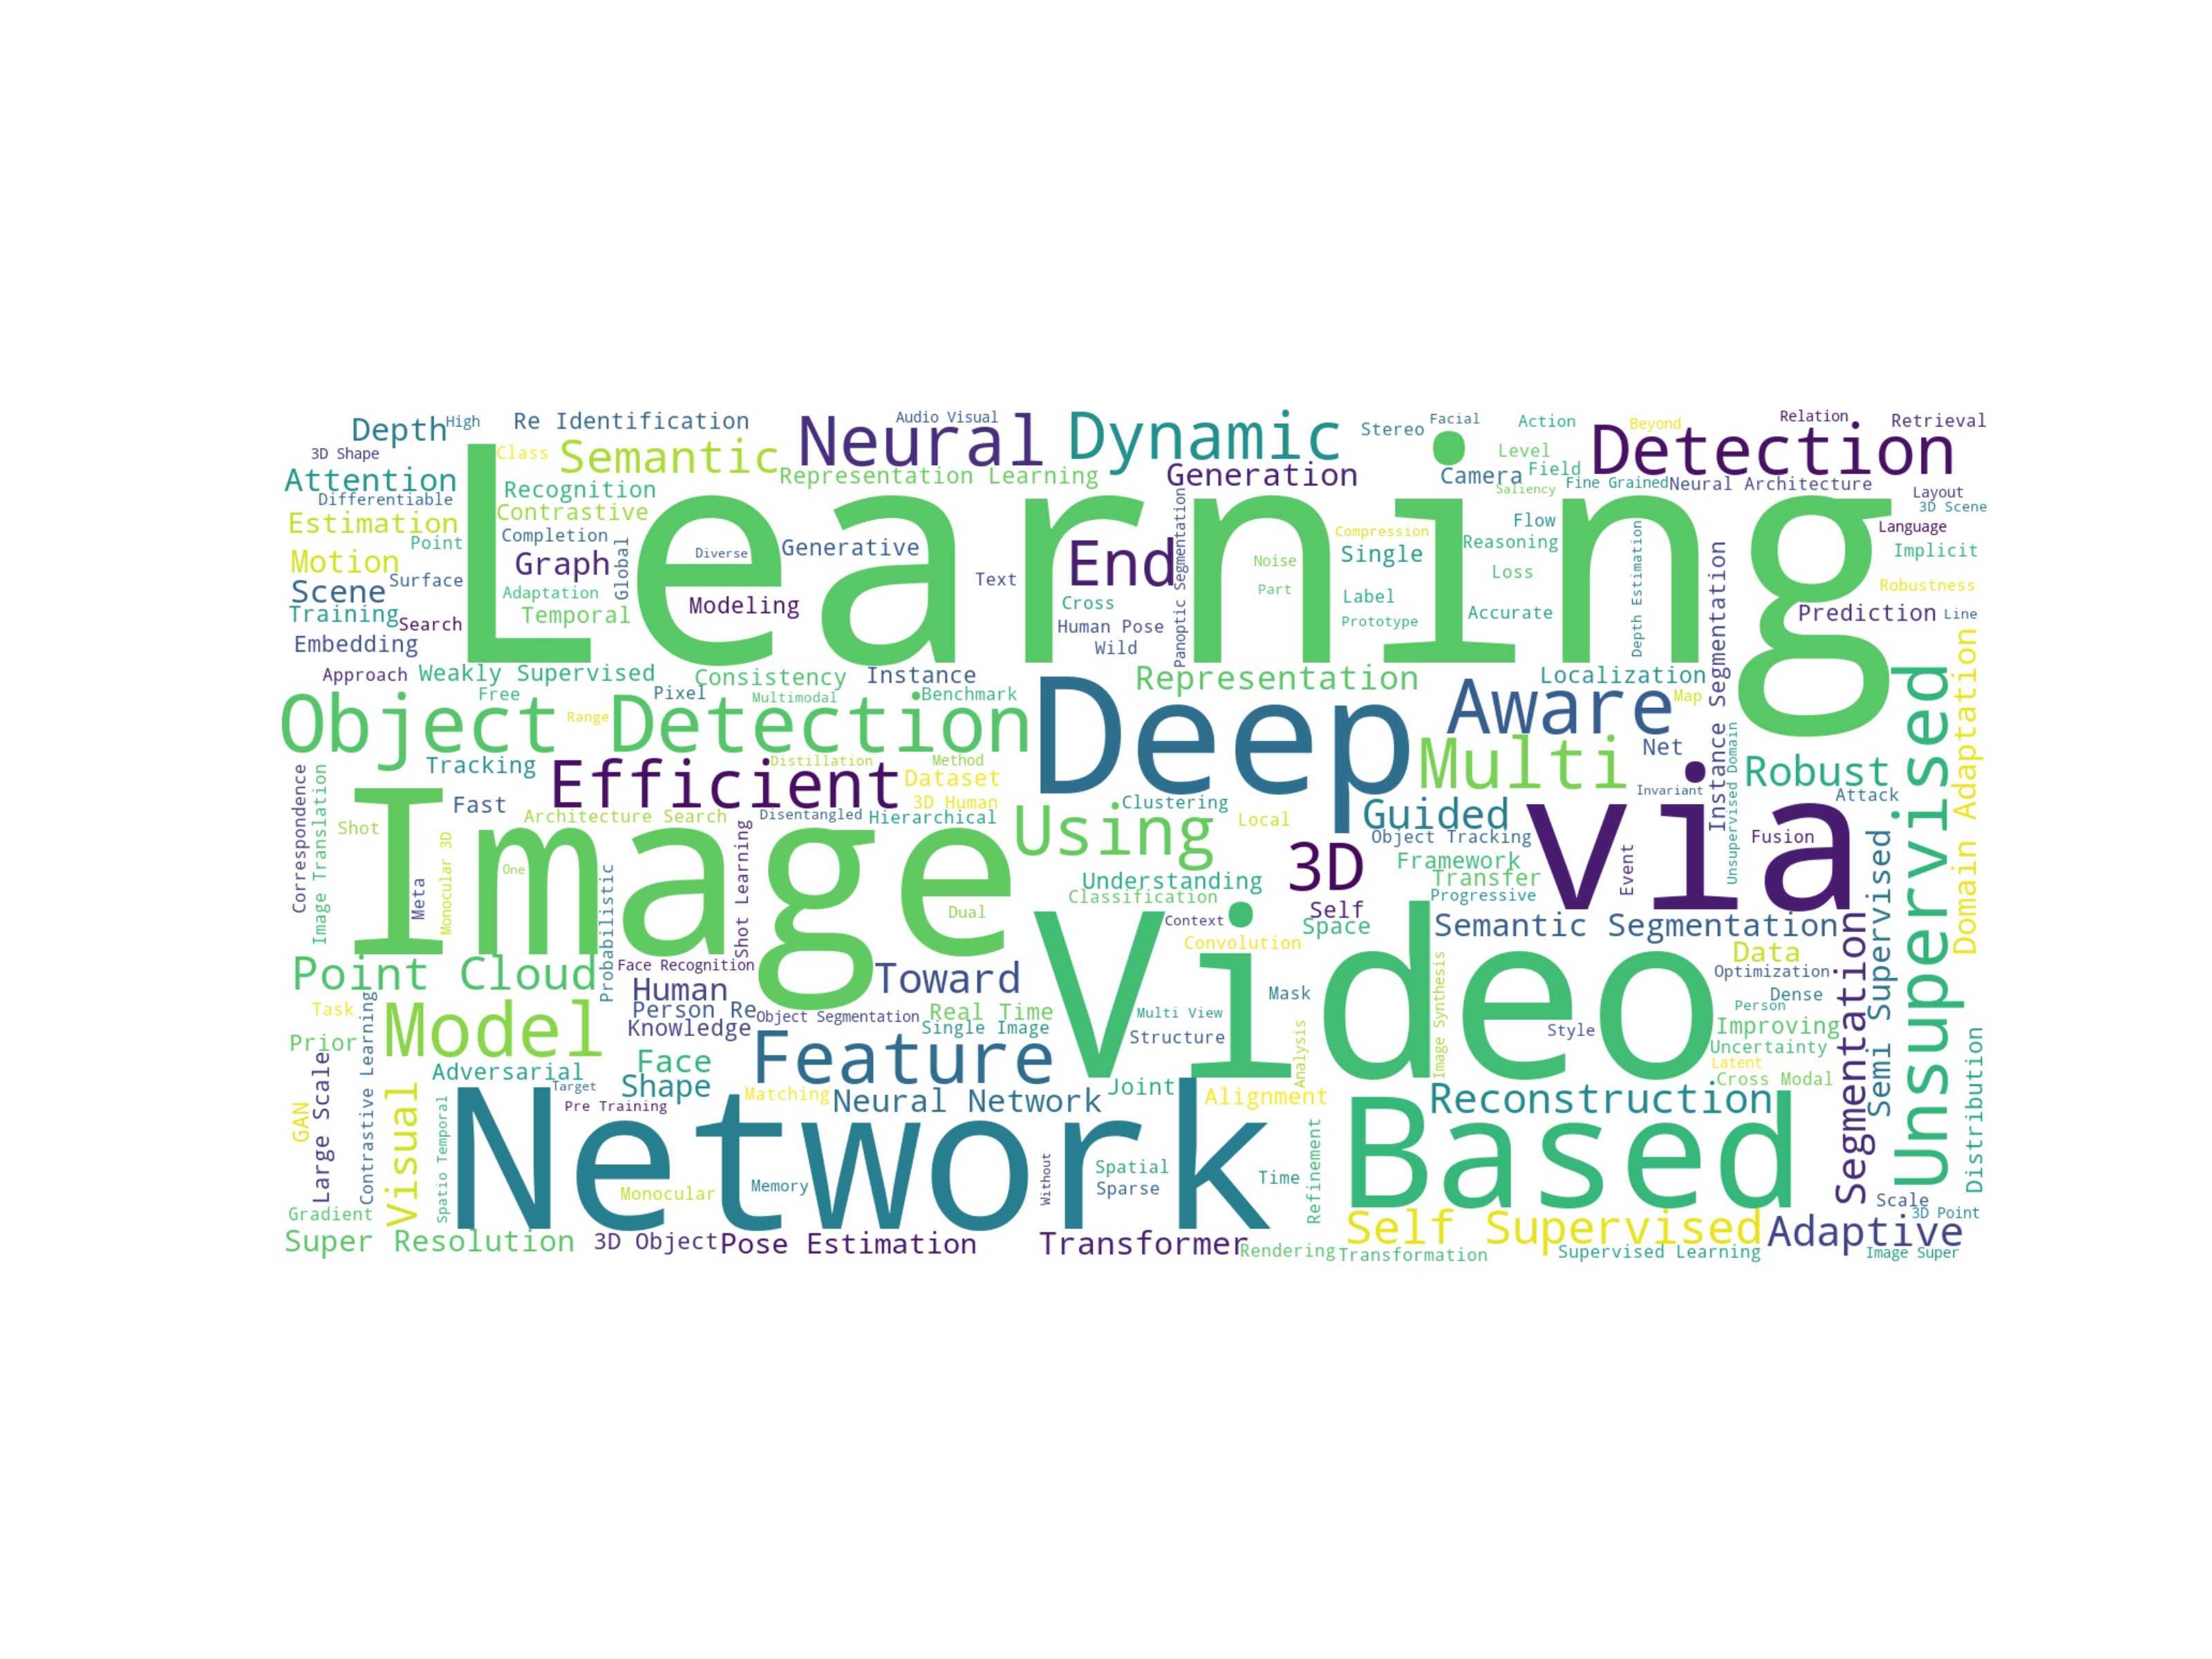 Depth
High
Re Identification
Audio Visual
Neural
Dynamic
Stereo
Facial
Action
Beyond
Relation
Retrieval
3D Shape
Class
Semantic
Level
Detection
Attention
Representation Learning
Generation
Camera
Field
Saliency
Fine Grained
Neural Architecture
Layout
3D Scene
Differentiable
Recognition
Contrastive
Learning
Estimation
Point
Completion
Global
Diverse
Generative
End
Panoptic Segmentation
Compression
Single
Flow
Reasoning
Language
Implicit
Motion
Graph
Surface
Adaptation
Text
Noise
Part
Loss
Depth Estimation
Instance Segmentation
Robustness
Scene
Training
Search
Temporal
Modeling
Cross
Label
Accurate
Prediction
Line
Embedding
Human Pose
Prototype
Wild
Approach
Weakly Supervised
Consistency
Instance
Representation
Localization
Domain Adaptation
Unsupervised
Free
Pixel
Multimodal
Benchmark
Object Detection
Range
Deep
Aware
Map
Tracking
Distillation
Method
Multi
Net
Unsupervised Domain
Robust
Correspondence
Image Translation
Efficient
Dataset
Invariant
Attack
Fast
3D Human
Clustering
Guided
via
Shot
Architecture Search
Disentangled
Hierarchical
Using
Local
Object Tracking
Fusion
Image
Monocular 3D
Meta
One
Probabilistic
Shot Learning
Understanding
3D
Framework
Transfer
Event
Semi Supervised
Classification
Progressive
Dual
Context
Self
Space
Semantic Segmentation
Segmentation
Video
Convolution
Data
Point Cloud
Face Recognition
Toward
Human
Mask
Image Synthesis
Optimization
Dense
Task
Contrastive Learning
Model
Person Re
Object Segmentation
Real Time
Multi View
Person
Prior
Knowledge
Single Image
Structure
Analysis
Style
Improving
Distribution
Large Scale
Face
Feature
Uncertainty
Latent
Adversarial
Shape
Target
Joint
Cross Modal
GAN
Visual
Spatio Temporal
Pre Training
Matching
Neural Network
Alignment
Reconstruction
Network
Based
Refinement
Monocular
Memory
Without
Spatial
Sparse
Time
Gradient
Scale
3D Point
Super Resolution
3D Object
Pose Estimation
Transformer
Rendering
Self Supervised
Adaptive
Transformation
Supervised Learning
Image Super